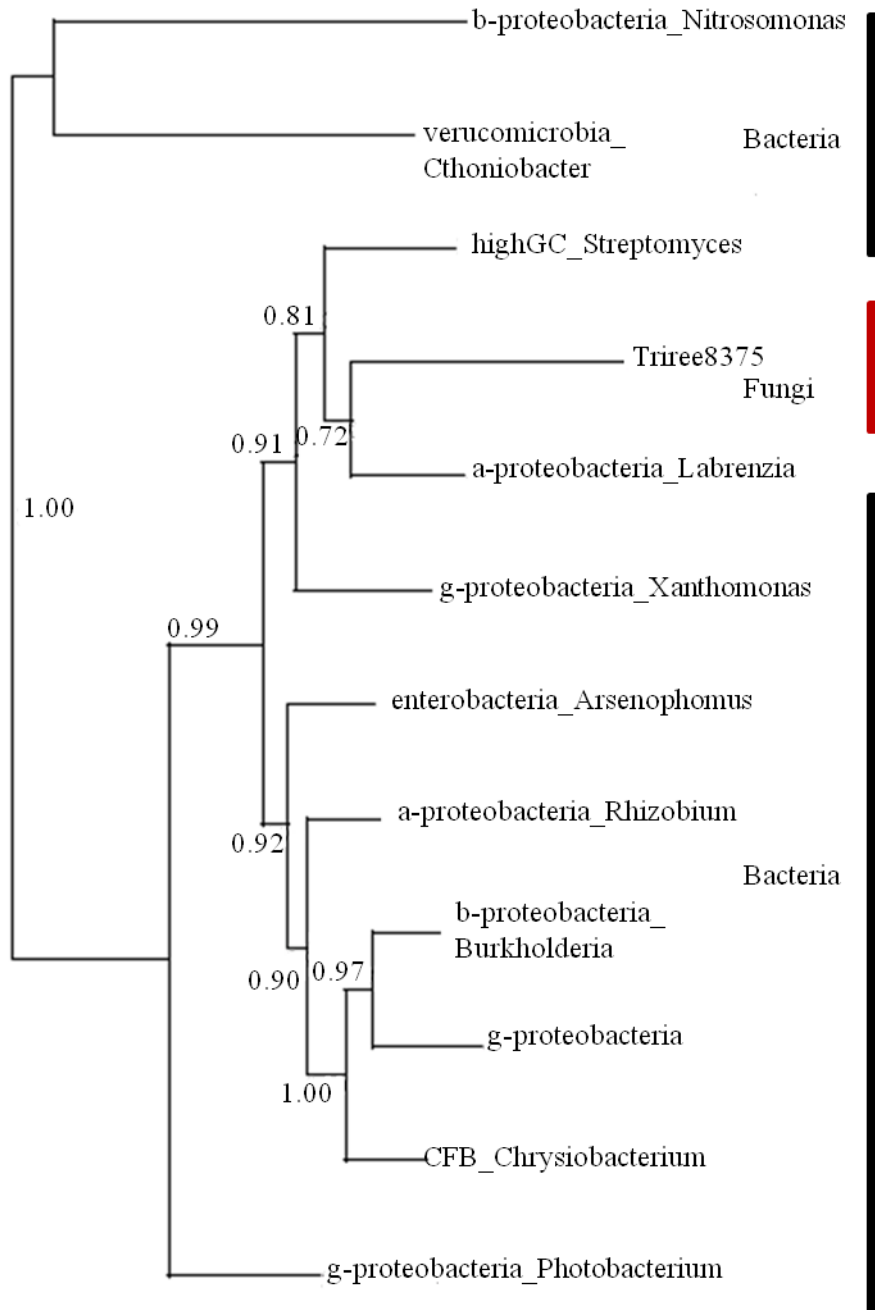 b-proteobacteria_Nitrosomonas
verucomicrobia_
Cthoniobacter
Bacteria
highGC_Streptomyces
0.81
Triree8375
Fungi
0.91
0.72
a-proteobacteria_Labrenzia
1.00
g-proteobacteria_Xanthomonas
0.99
enterobacteria_Arsenophomus
a-proteobacteria_Rhizobium
0.92
Bacteria
b-proteobacteria_
Burkholderia
0.90
0.97
g-proteobacteria
1.00
CFB_Chrysiobacterium
g-proteobacteria_Photobacterium